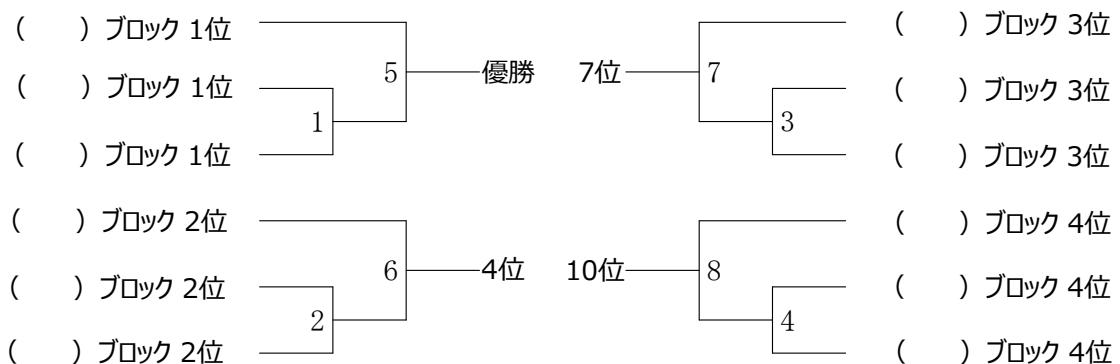 ( ) ブロック 1位
( ) ブロック 1位
( ) ブロック 1位
5
1
優勝
( ) ブロック 2位
( ) ブロック 2位
( ) ブロック 2位
6
2
4位
7位
7
3
( ) ブロック 3位
( ) ブロック 3位
( ) ブロック 3位
10位
8
4
( ) ブロック 4位
( ) ブロック 4位
( ) ブロック 4位